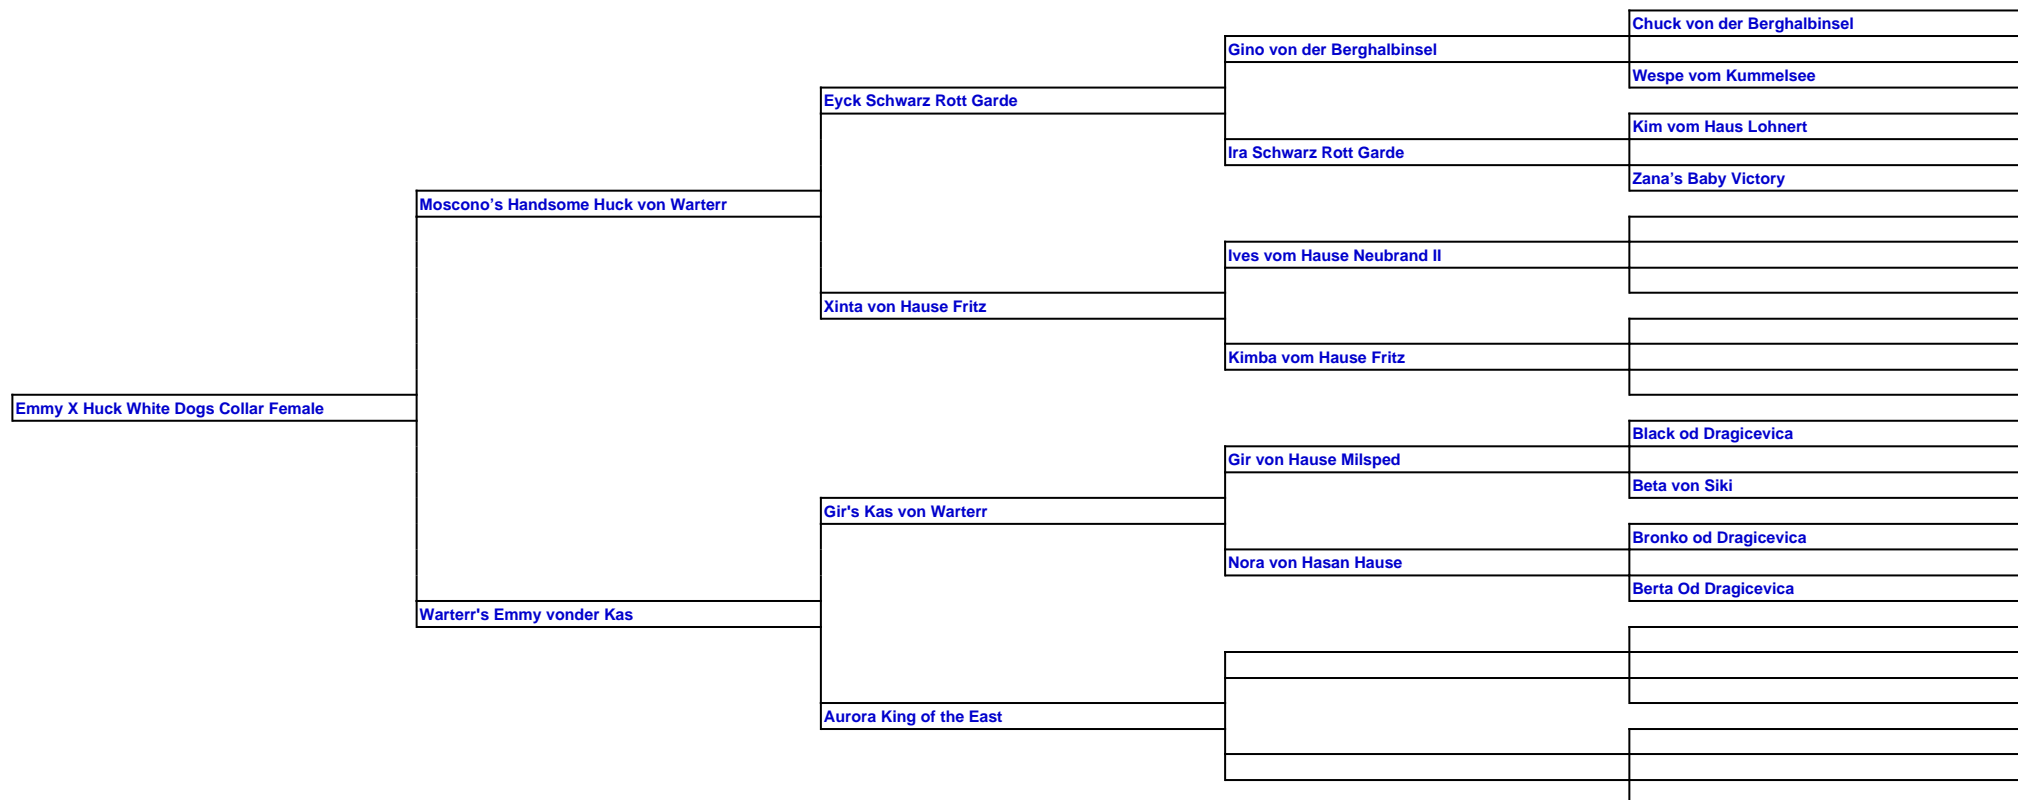 Chuck von der Berghalbinsel
Gino von der Berghalbinsel
Wespe vom Kummelsee
Eyck Schwarz Rott Garde
Kim vom Haus Lohnert
Ira Schwarz Rott Garde
Zana’s Baby Victory
Moscono’s Handsome Huck von Warterr
Ives vom Hause Neubrand II
Xinta von Hause Fritz
Kimba vom Hause Fritz
Emmy X Huck White Dogs Collar Female
Black od Dragicevica
Gir von Hause Milsped
Beta von Siki
Gir's Kas von Warterr
Bronko od Dragicevica
Nora von Hasan Hause
Berta Od Dragicevica
Warterr's Emmy vonder Kas
Aurora King of the East